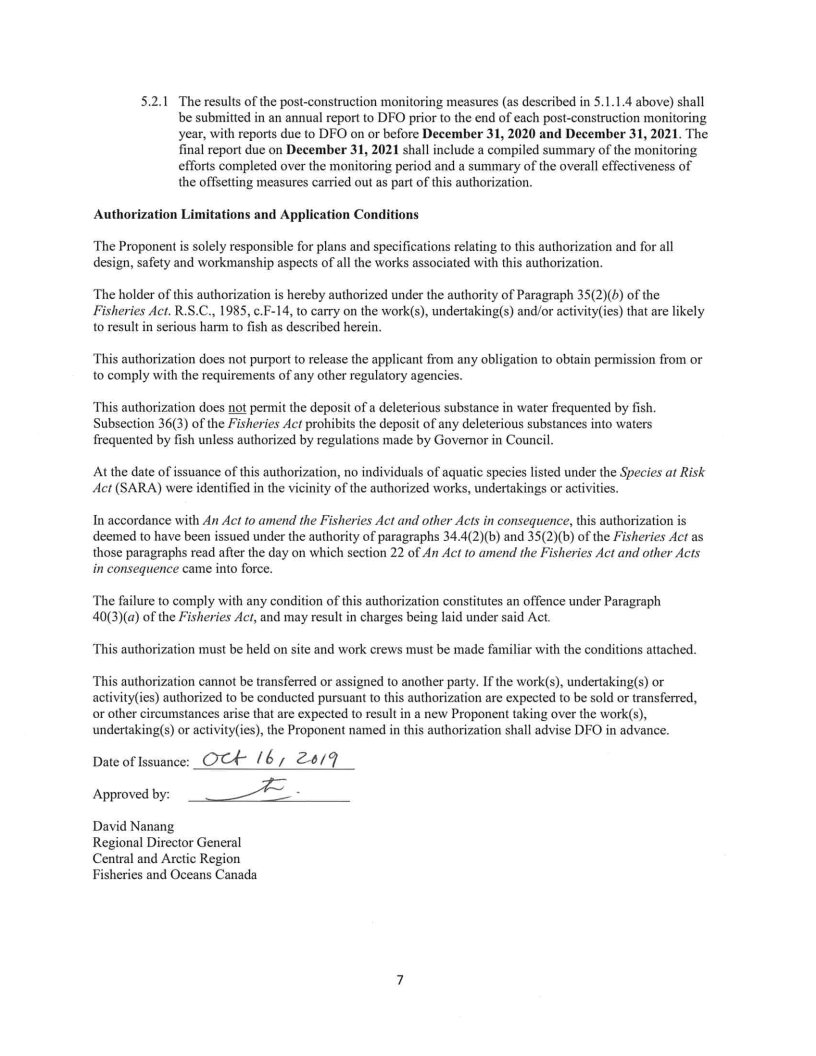 5.2.1 The results of the post-construction monitoring measures (as described in 5.1.1.4 above) shall
be submitted in an annual report to DFO prior to the end of each post-construction monitoring
year, with reports due to DFO on or before December 31, 2020 and December 31, 2021. The
final report due on December 31, 2021 shall include a compiled summary of the monitoring
efforts completed over the monitoring period and a summary of the overall effectiveness of
the offsetting measures carried out as part of this authorization.
Authorization Limitations and Application Conditions
The Proponent is solely responsible for plans and specifications relating to this authorization and for all
design, safety and workmanship aspects of all the works associated with this authorization.
The holder of this authorization is hereby authorized under the authority of Paragraph 35(2)(b) of the
Fisheries Act. R.S.C., 1985, c.F-14, to carry on the work(s), undertaking(s) and/or activity(ies) that are likely
to result in serious harm to fish as described herein.
This authorization does not purport to release the applicant from any obligation to obtain permission from or
to comply with the requirements of any other regulatory agencies.
This authorization does not permit the deposit of a deleterious substance in water frequented by fish.
Subsection 36(3) of the Fisheries Act prohibits the deposit of any deleterious substances into waters
frequented by fish unless authorized by regulations made by Governor in Council.
At the date of issuance of this authorization, no individuals of aquatic species listed under the Species at Risk
Act (SARA) were identified in the vicinity of the authorized works, undertakings or activities.
In accordance with An Act to amend the Fisheries Act and other Acts in consequence, this authorization is
deemed to have been issued under the authority of paragraphs 34.4(2)(b) and 35(2)(b) of the Fisheries Act as
those paragraphs read after the day on which section 22 of An Act to amend the Fisheries Act and other Acts
in consequence came into force.
The failure to comply with any condition of this authorization constitutes an offence under Paragraph
40(3)(a) of the Fisheries Act, and may result in charges being laid under said Act.
This authorization must be held on site and work crews must be made familiar with the conditions attached.
This authorization cannot be transferred or assigned to another party. If the work(s), undertaking(s) or
activity(ies) authorized to be conducted pursuant to this authorization are expected to be sold or transferred,
or other circumstances arise that are expected to result in a new Proponent taking over the work(s),
undertaking(s) or activity(ies), the Proponent named in this authorization shall advise DFO in advance.
Date of Issuance: Oct 16, 2019
Approved by:
David Nanang
Regional Director General
Central and Arctic Region
Fisheries and Oceans Canada
7